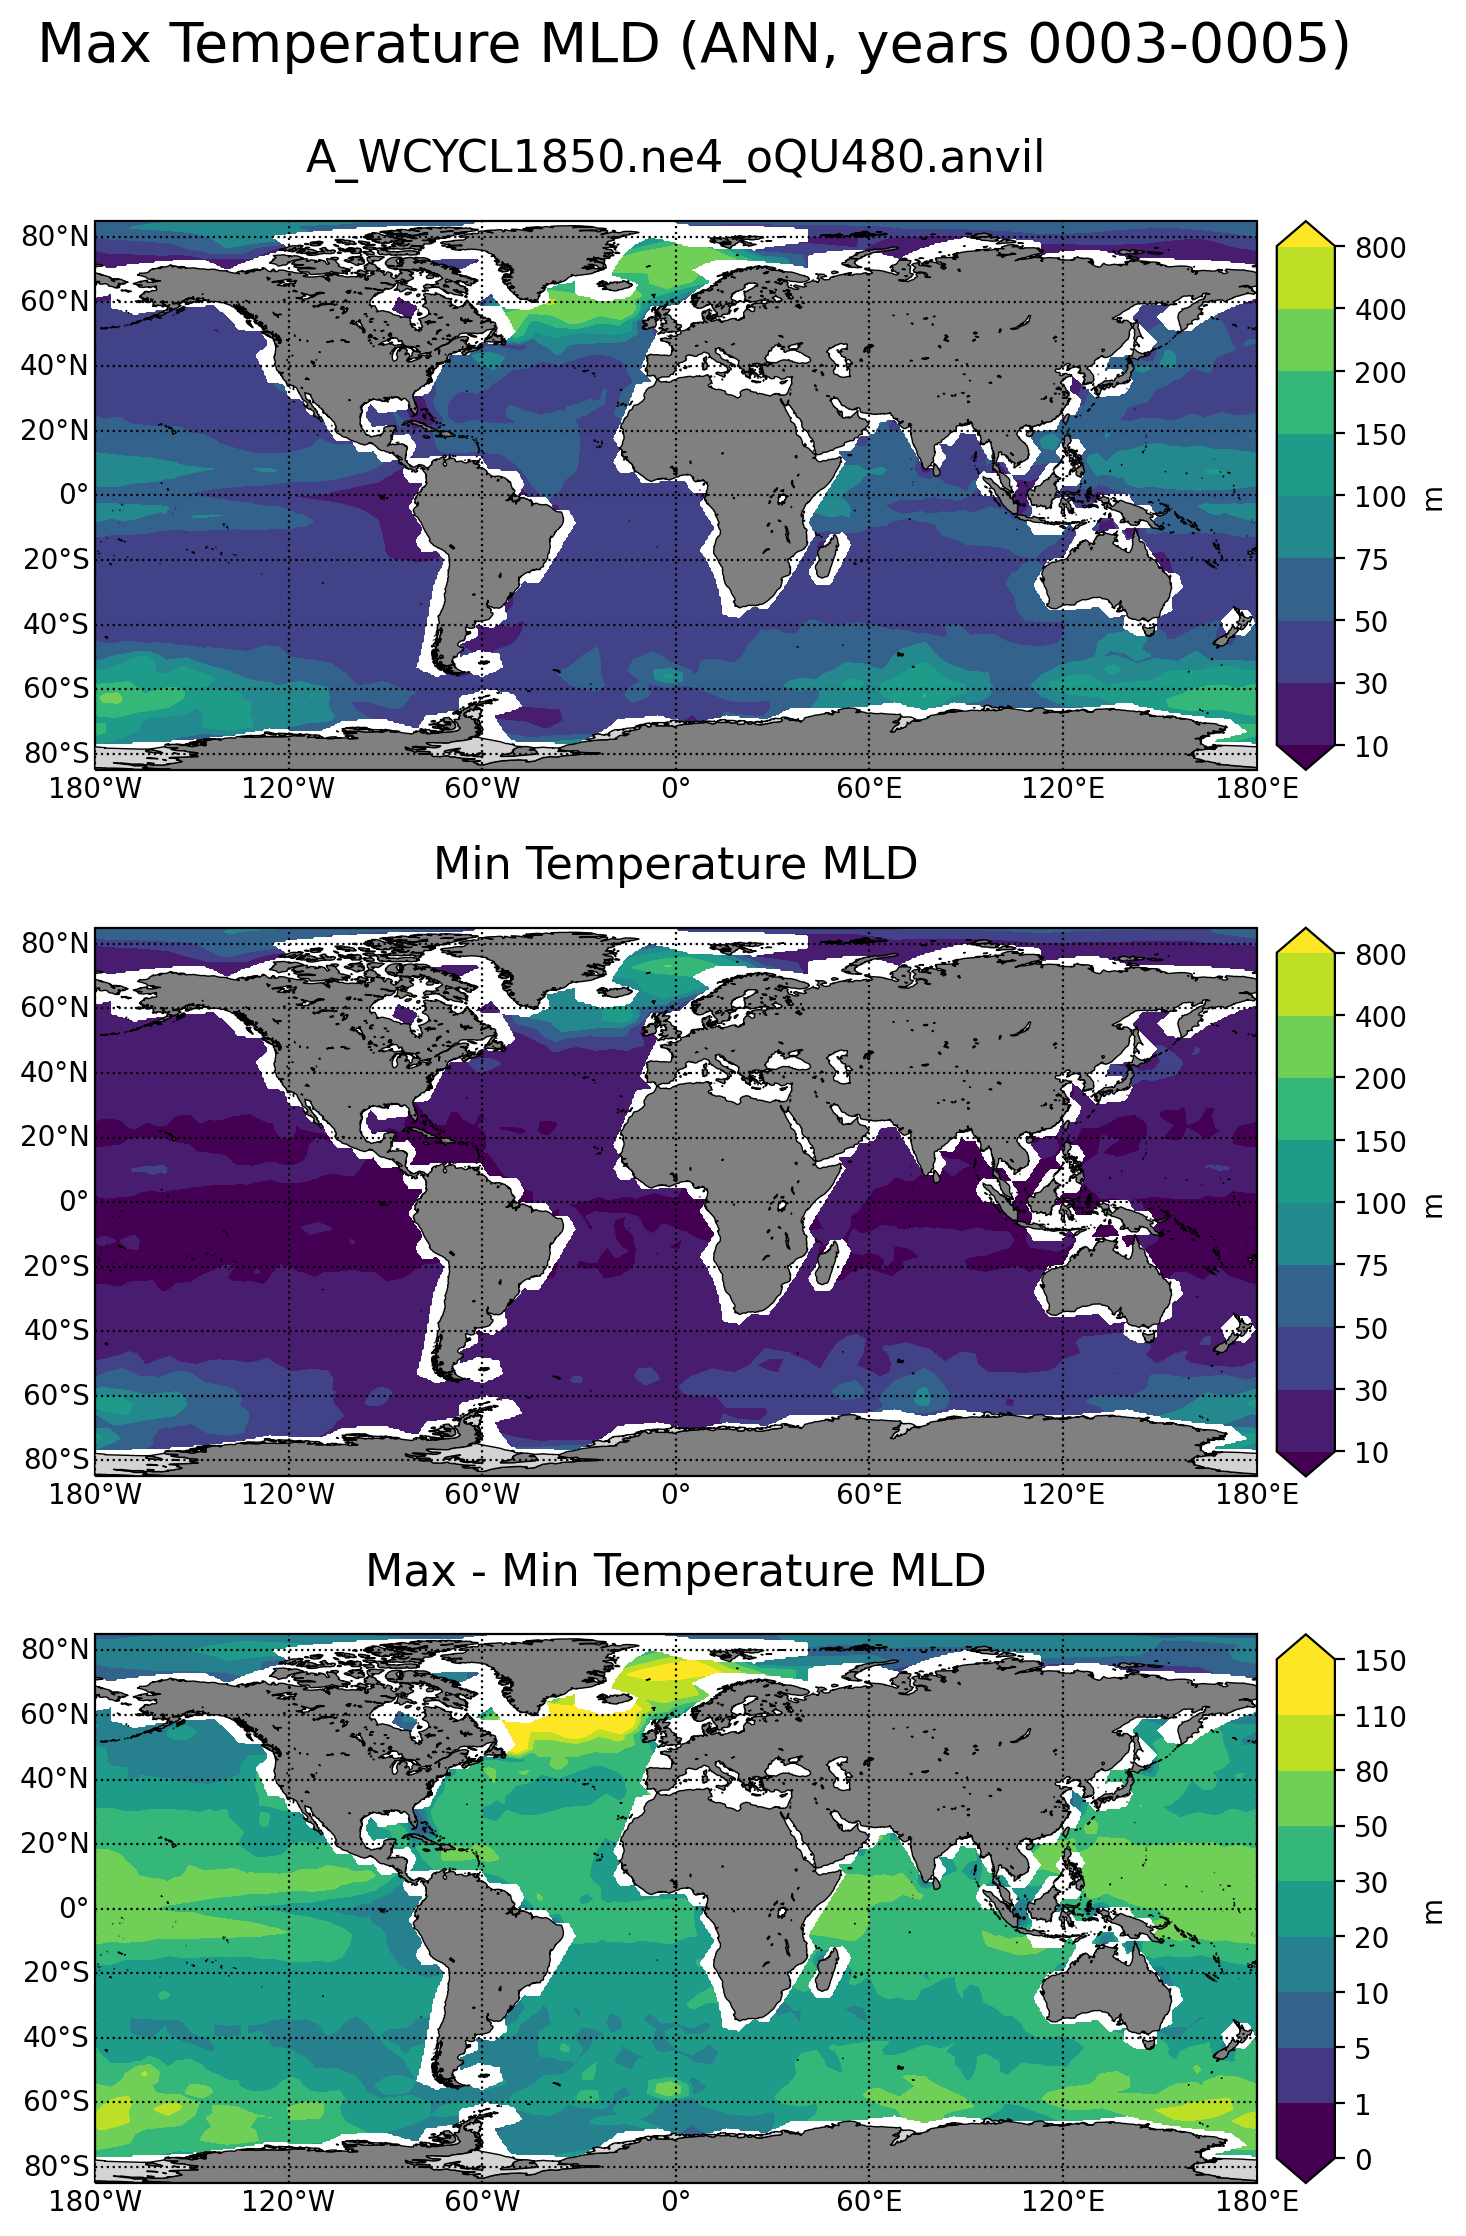 Max Temperature MLD (ANN, years 0003-0005)
A_WCYCL1850.ne4_oQU480.anvil
80°N
60°N
40°N
20°N
0°
20°S
40°S
60°S
80°S
180°W 120°W 60°W 0° 60°E 120°E 180°E
800
400
200
150
100
75
50
30
10
m
Min Temperature MLD
80°N
60°N
40°N
20°N
0°
20°S
40°S
60°S
80°S
180°W 120°W 60°W 0° 60°E 120°E 180°E
800
400
200
150
100
75
50
30
10
m
Max - Min Temperature MLD
80°N
60°N
40°N
20°N
0°
20°S
40°S
60°S
80°S
180°W 120°W 60°W 0° 60°E 120°E 180°E
150
110
80
50
30
20
10
5
1
0
m